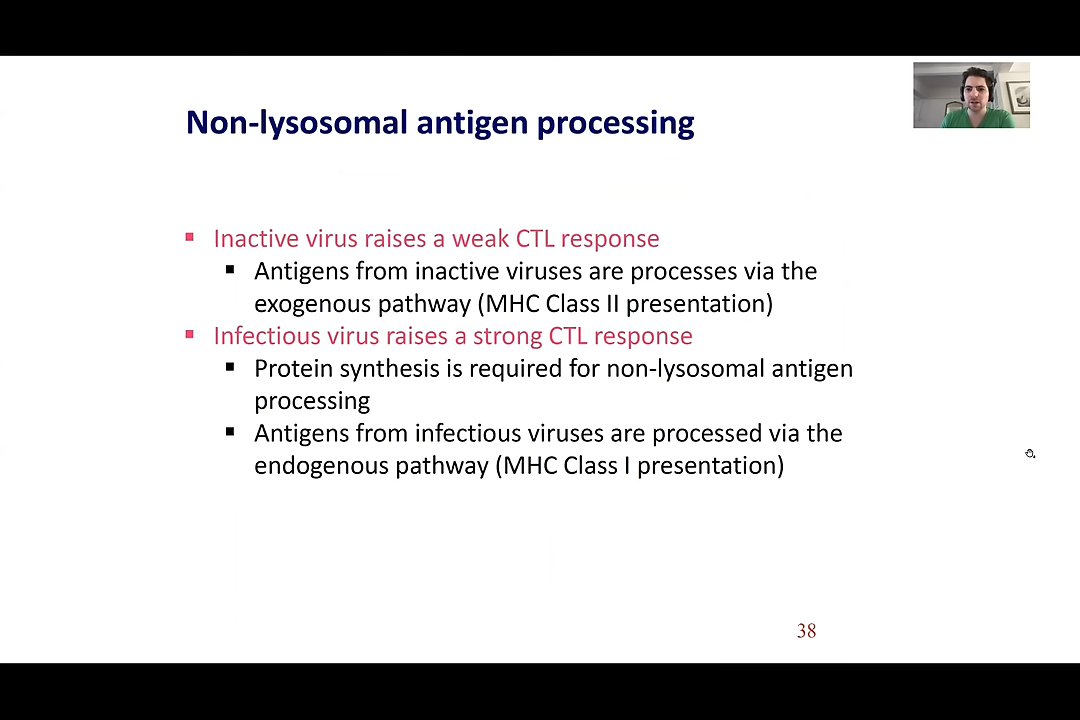 Non-lysosomal antigen processing
▪ Inactive virus raises a weak CTL response
▪ Antigens from inactive viruses are processes via the
exogenous pathway (MHC Class II presentation)
▪ Infectious virus raises a strong CTL response
▪ Protein synthesis is required for non-lysosomal antigen
processing
▪ Antigens from infectious viruses are processed via the
endogenous pathway (MHC Class I presentation)
38